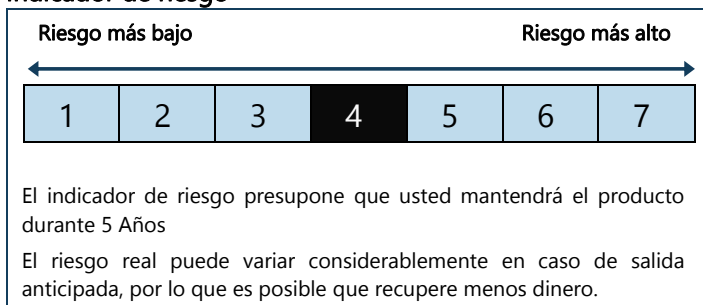 Riesgo más bajo Riesgo más alto
1 2 3 4 5 6 7
El indicador de riesgo presupone que usted mantendrá el producto
durante 5 Años
El riesgo real puede variar considerablemente en caso de salida
anticipada, por lo que es posible que recupere menos dinero.